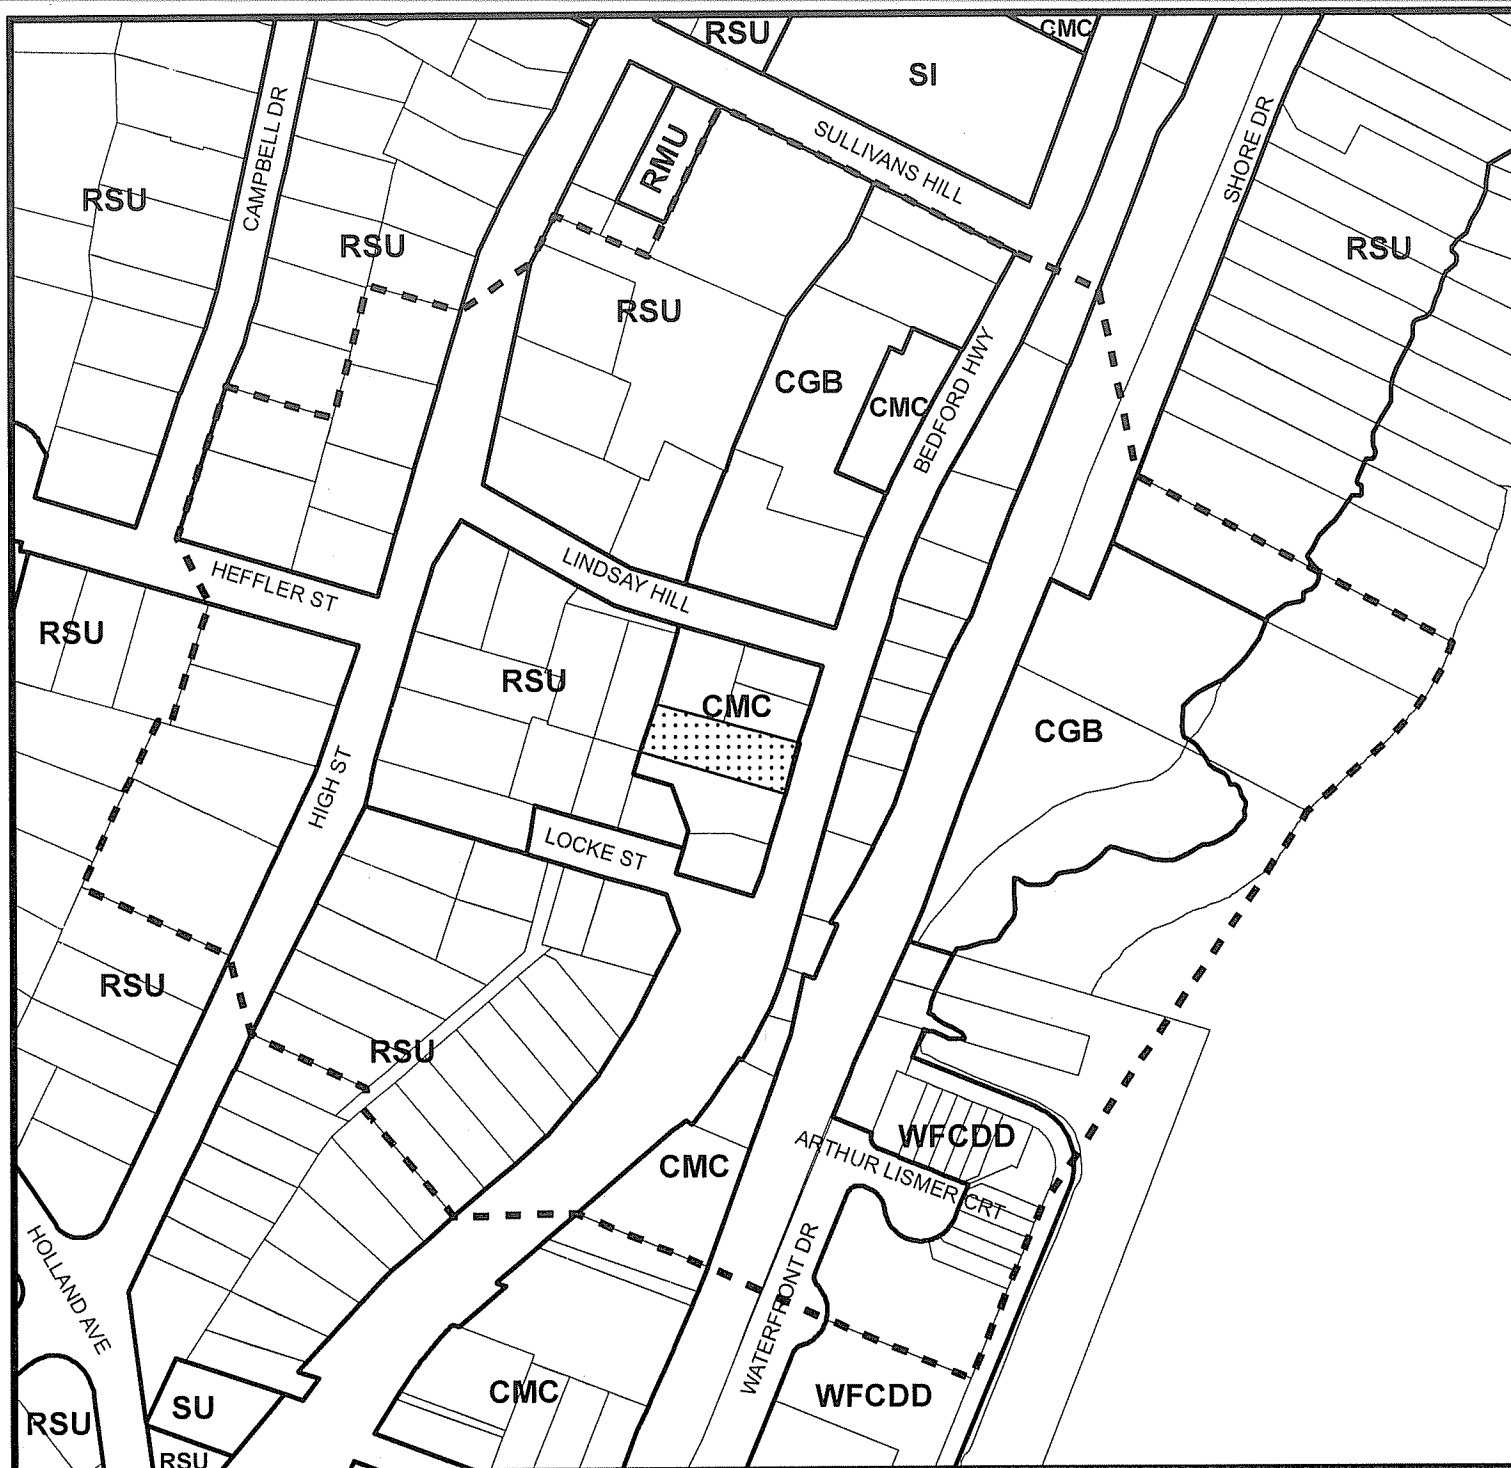 RSU
CMC
SI
CAMPBELL DR
SULLIVANS HILL
SHORE DR
RMU
RSU
RSU
RSU
RSU
CGB
CMC
BEDFORD HWY
LINDSAY HILL
HEFFLER ST
RSU
RSU
CMC
CGB
HIGH ST
LOCKE ST
RSU
RSU
WFCDD
CMC
ARTHUR LISMER CRT
HOLLAND AVE
WATERFRONT DR
CMC
WFCDD
SU
RSU
RSU